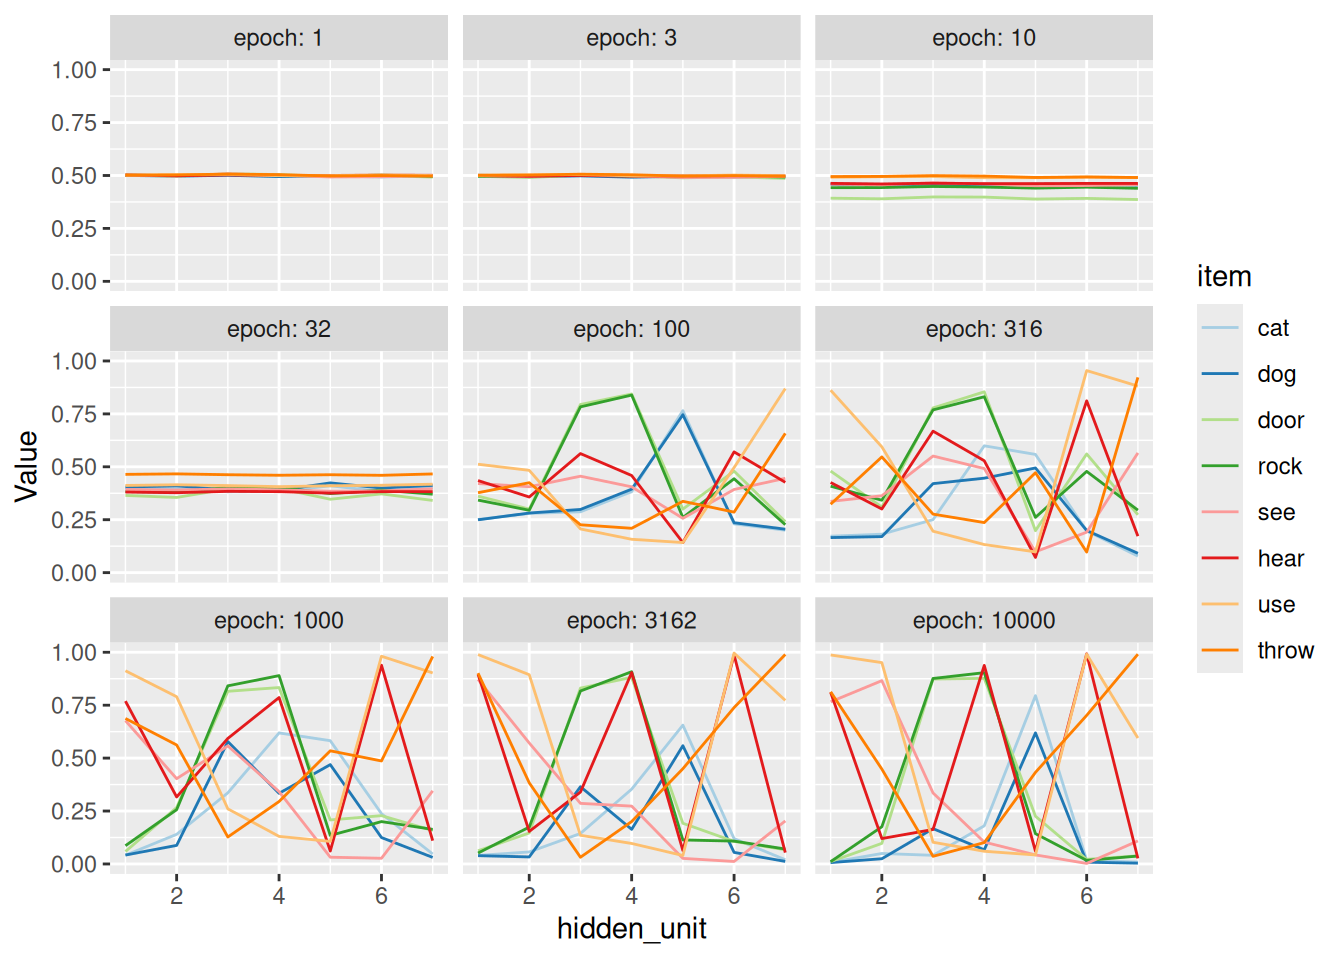 epoch: 1
epoch: 3
epoch: 10
1.00
0.75
0.50
0.25
0.00
epoch: 32
epoch: 100
epoch: 316
1.00
0.75
0.50
0.25
0.00
epoch: 1000
epoch: 3162
epoch: 10000
1.00
0.75
0.50
0.25
0.00
2 4 6
2 4 6
2 4 6
hidden_unit
Value
item
cat
dog
door
rock
see
hear
use
throw